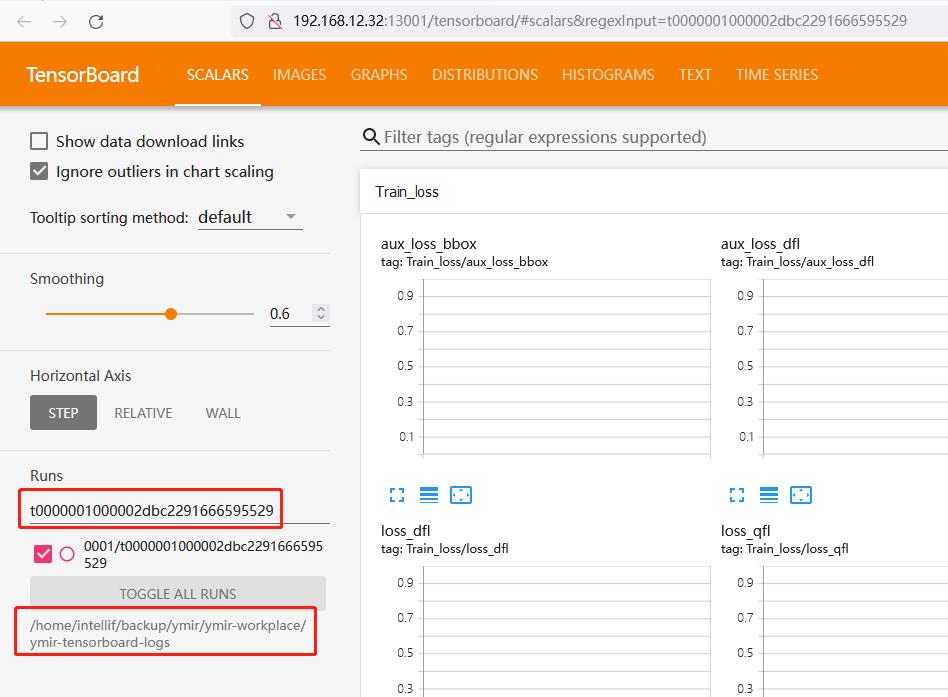 192.168.12.32:13001/tensorboard/#scalars&regexInput=t0000001000002dbc2291666595529
TensorBoard
SCALARS IMAGES GRAPHS DISTRIBUTIONS HISTOGRAMS TEXT TIME SERIES
Show data download links
Ignore outliers in chart scaling
Tooltip sorting method: default
Smoothing
0.6
Horizontal Axis
STEP RELATIVE WALL
Runs
t0000001000002dbc2291666595529
0001/t0000001000002dbc2291666595
529
TOGGLE ALL RUNS
/home/intellif/backup/ymir/ymir-workplace/
ymir-tensorboard-logs
Filter tags (regular expressions supported)
Train_loss
aux_loss_bbox
tag: Train_loss/aux_loss_bbox
0.9
0.7
0.5
0.3
0.1
aux_loss_dfl
tag: Train_loss/aux_loss_dfl
0.9
0.7
0.5
0.3
0.1
loss_dfl
tag: Train_loss/loss_dfl
0.9
0.7
0.5
0.3
loss_qfl
tag: Train_loss/loss_qfl
0.9
0.7
0.5
0.3